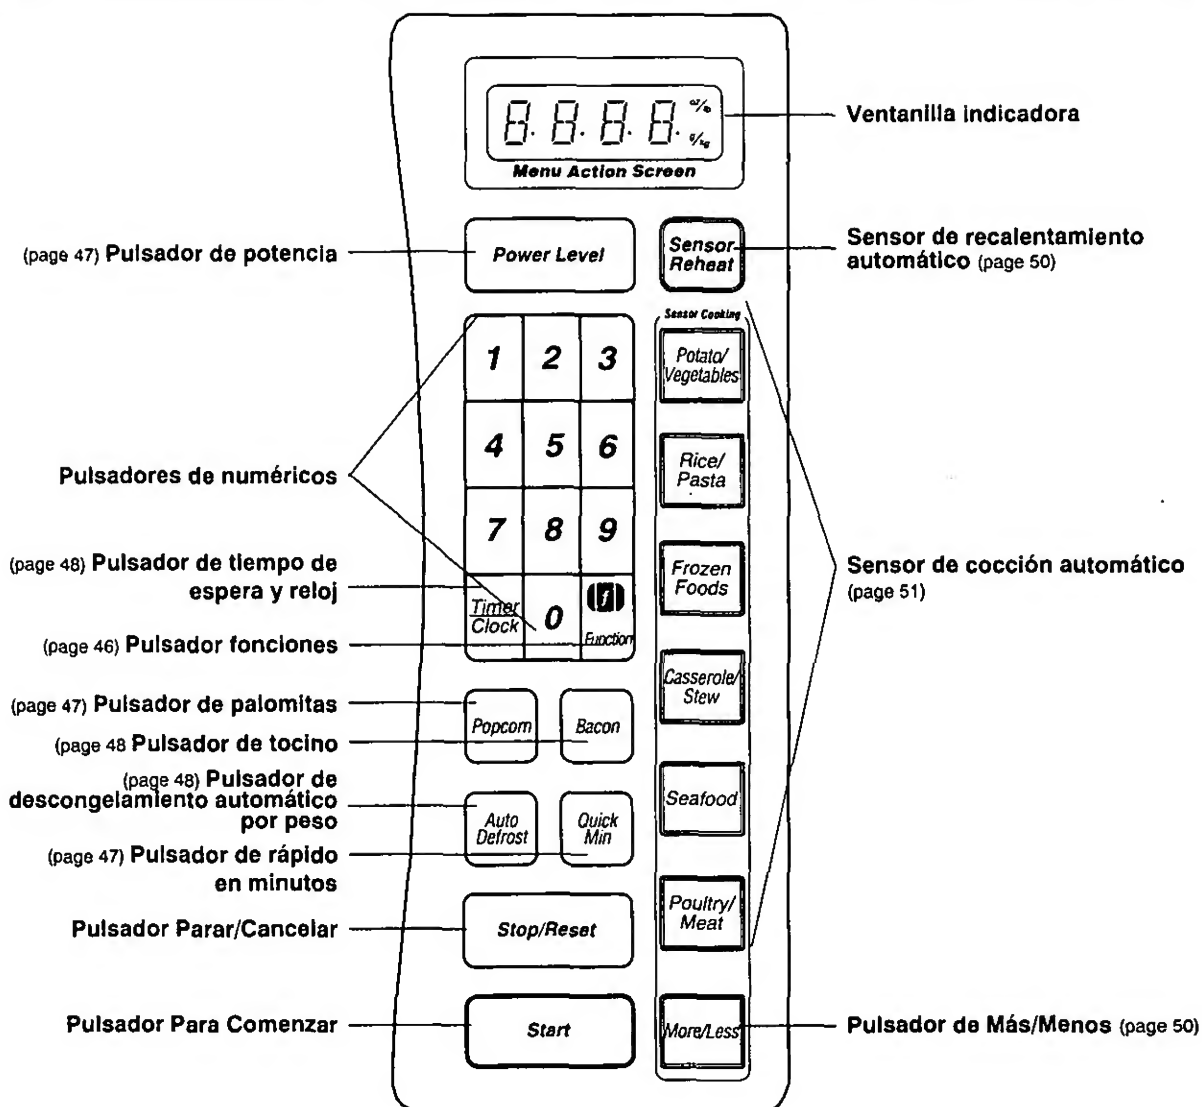 oz/lb
g/kg
Menu Action Screen
Ventanilla indicadora
(page 47) Pulsador de potencia
Power Level
Sensor
Reheat
Sensor de recalentamiento
automático (page 50)
Sensor Cooking
1 2 3
Potato/
Vegetables
4 5 6
Rice/
Pasta
Pulsadores de numéricos
7 8 9
(page 48) Pulsador de tiempo de
espera y reloj
Frozen
Foods
Sensor de cocción automático
(page 51)
Timer
Clock
0
f
Function
(page 46) Pulsador fonciones
Casserole/
Stew
(page 47) Pulsador de palomitas
Popcorn
Bacon
(page 48 Pulsador de tocino
(page 48) Pulsador de
descongelamiento automático
por peso
Auto
Defrost
Quick
Min
Seafood
(page 47) Pulsador de rápido
en minutos
Poultry/
Meat
Pulsador Parar/Cancelar
Stop/Reset
Pulsador Para Comenzar
Start
More/Less
Pulsador de Más/Menos (page 50)